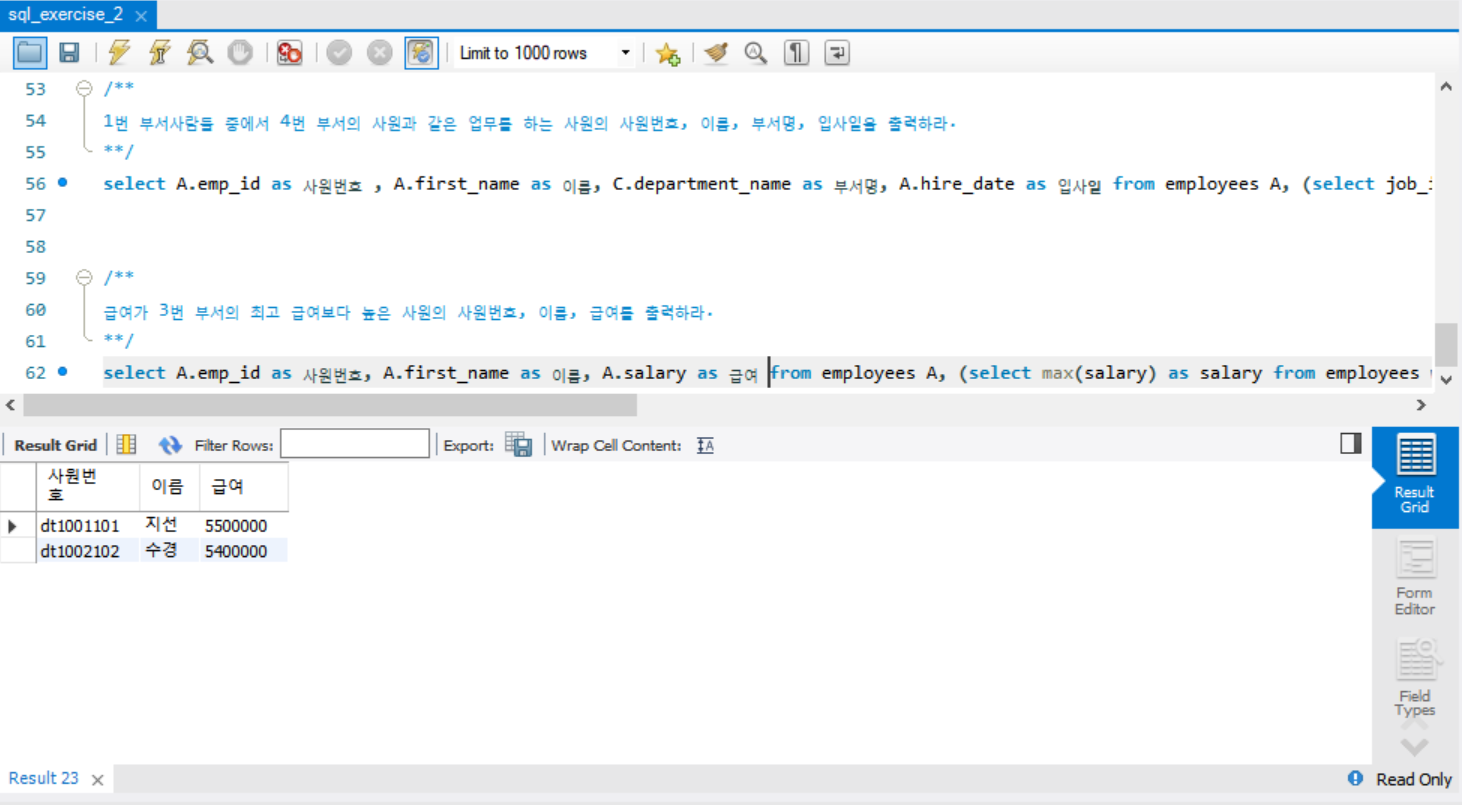 sql_exercise_2
Limit to 1000 rows
53 /**
54 1번 부서사람들 중에서 4번 부서의 사원과 같은 업무를 하는 사원의 사원번호, 이름, 부서명, 입사일을 출력하라.
55 **/
56 select A.emp_id as 사원번호 , A.first_name as 이름, C.department_name as 부서명, A.hire_date as 입사일 from employees A, (select job_i
57
58
59 /**
60 급여가 3번 부서의 최고 급여보다 높은 사원의 사원번호, 이름, 급여를 출력하라.
61 **/
62 select A.emp_id as 사원번호, A.first_name as 이름, A.salary as 급여 from employees A, (select max(salary) as salary from employees
Result Grid Filter Rows: Export: Wrap Cell Content:
사원번
호 이름 급여
dt1001101 지선 5500000
dt1002102 수경 5400000
Result
Grid
Form
Editor
Field
Types
Result 23 Read Only